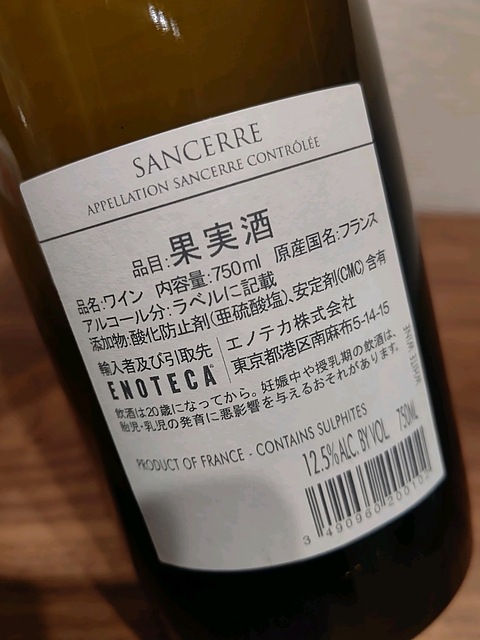 SANCERRE
APPELLATION SANCERRE CONTRÔLÉE
品目:果実酒
品名:ワイン 内容量:750ml 原産国名:フランス
アルコール分:ラベルに記載
添加物:酸化防止剤(亜硫酸塩)、安定剤(CMC)含有
輸入者及び引取先 エノテカ株式会社
ENOTECA® 東京都港区南麻布5-14-15
飲酒は20歳になってから。妊娠中や授乳期の飲酒は、
胎児・乳児の発育に悪影響を与えるおそれがあります。
WHITE WINE
PRODUCT OF FRANCE - CONTAINS SULPHITES
12.5% ALC. BY VOL 750ML